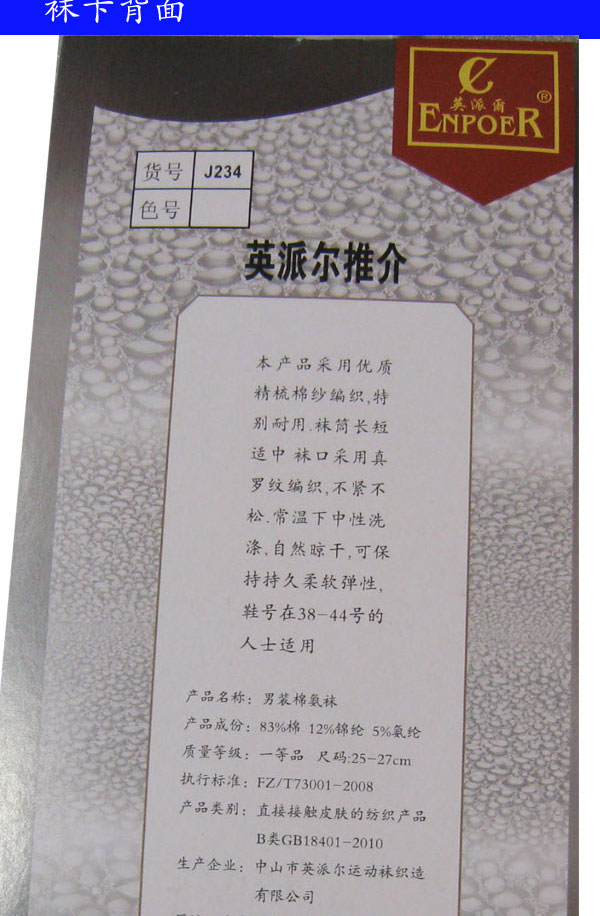 袜卡背面
英派爾
ENPOER®
货号 J234
色号
英派尔推介
本产品采用优质
精梳棉纱编织,特
别耐用.袜筒长短
适中 袜口采用真
罗纹编织,不紧不
松.常温下中性洗
涤,自然晾干,可保
持持久柔软弹性,
鞋号在38-44号的
人士适用
产品名称: 男装棉氨袜
产品成份: 83%棉 12%锦纶 5%氨纶
质量等级: 一等品 尺码:25-27cm
执行标准: FZ/T73001-2008
产品类别: 直接接触皮肤的纺织产品
B类GB18401-2010
生产企业: 中山市英派尔运动袜织造
有限公司